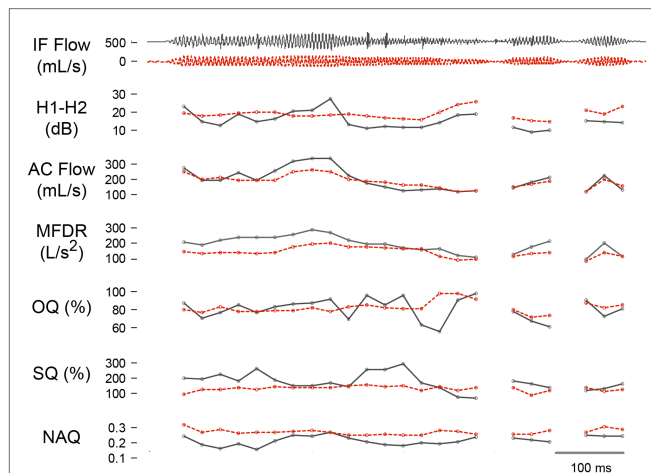 IF Flow
(mL/s)
500
0
H1-H2
(dB)
30
20
10
AC Flow
(mL/s)
300
200
100
MFDR
(L/s²)
300
200
100
OQ (%)
100
80
60
SQ (%)
300
200
100
NAQ
0.3
0.2
0.1
100 ms